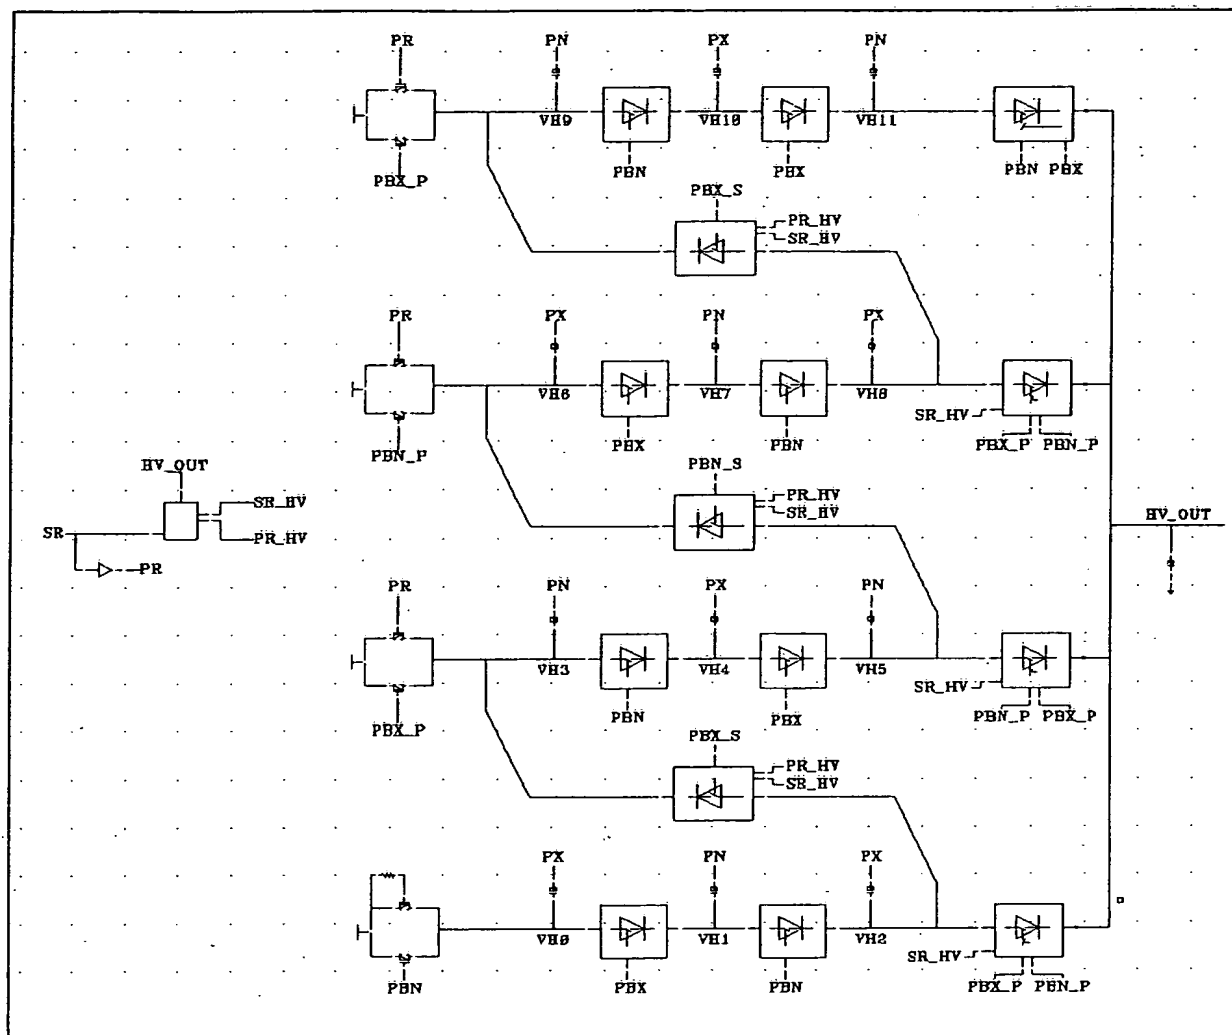 PR PN PX PN
VH9 VH10 VH11
PBN PBX PBN PBX
PBX_P
PBX_S
PR_HV
SR_HV
PR PX PN PX
VH6 VH7 VH8
SR_HV
PBX PBN PBX_P PBN_P
PBN_P
HV_OUT PBN_S
SR_HV PR_HV
SR_HV
SR HV_OUT
PR_HV
PR
PR PN PX PN
VH3 VH4 VH5
SR_HV
PBN PBX PBN_P PBX_P
PBX_P
PBX_S
PR_HV
SR_HV
PX PN PX
VH0 VH1 VH2
SR_HV
PBN PBX PBN PBX_P PBN_P